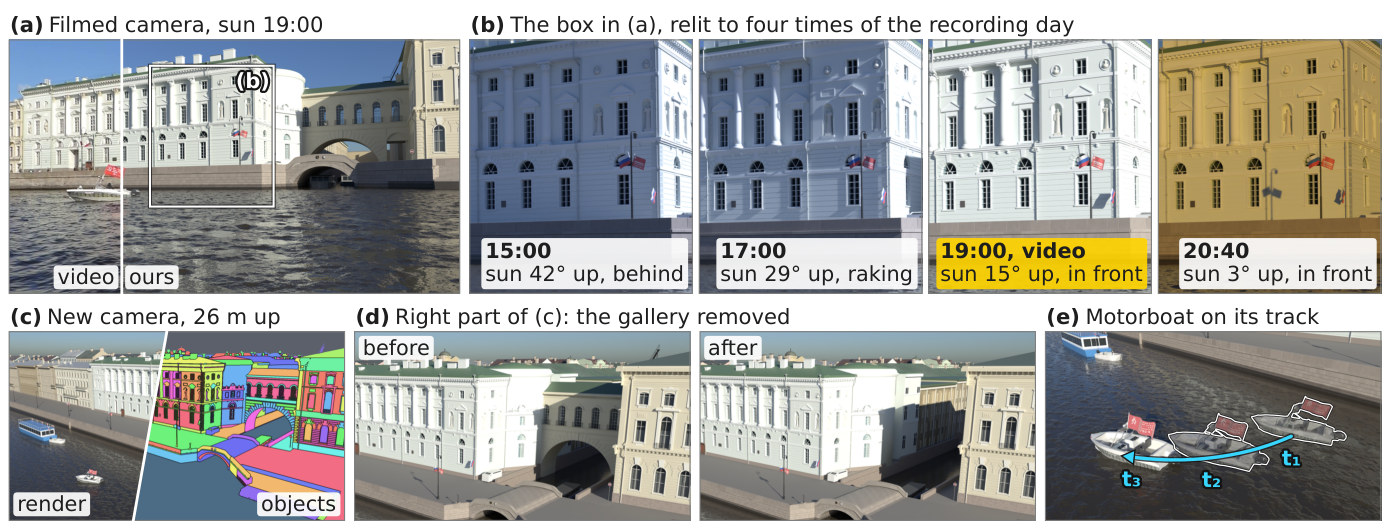 (a) Filmed camera, sun 19:00
(b)
video
ours
(b) The box in (a), relit to four times of the recording day
15:00
sun 42° up, behind
17:00
sun 29° up, raking
19:00, video
sun 15° up, in front
20:40
sun 3° up, in front
(c) New camera, 26 m up
render
objects
(d) Right part of (c): the gallery removed
before
after
(e) Motorboat on its track
t₁
t₂
t₃